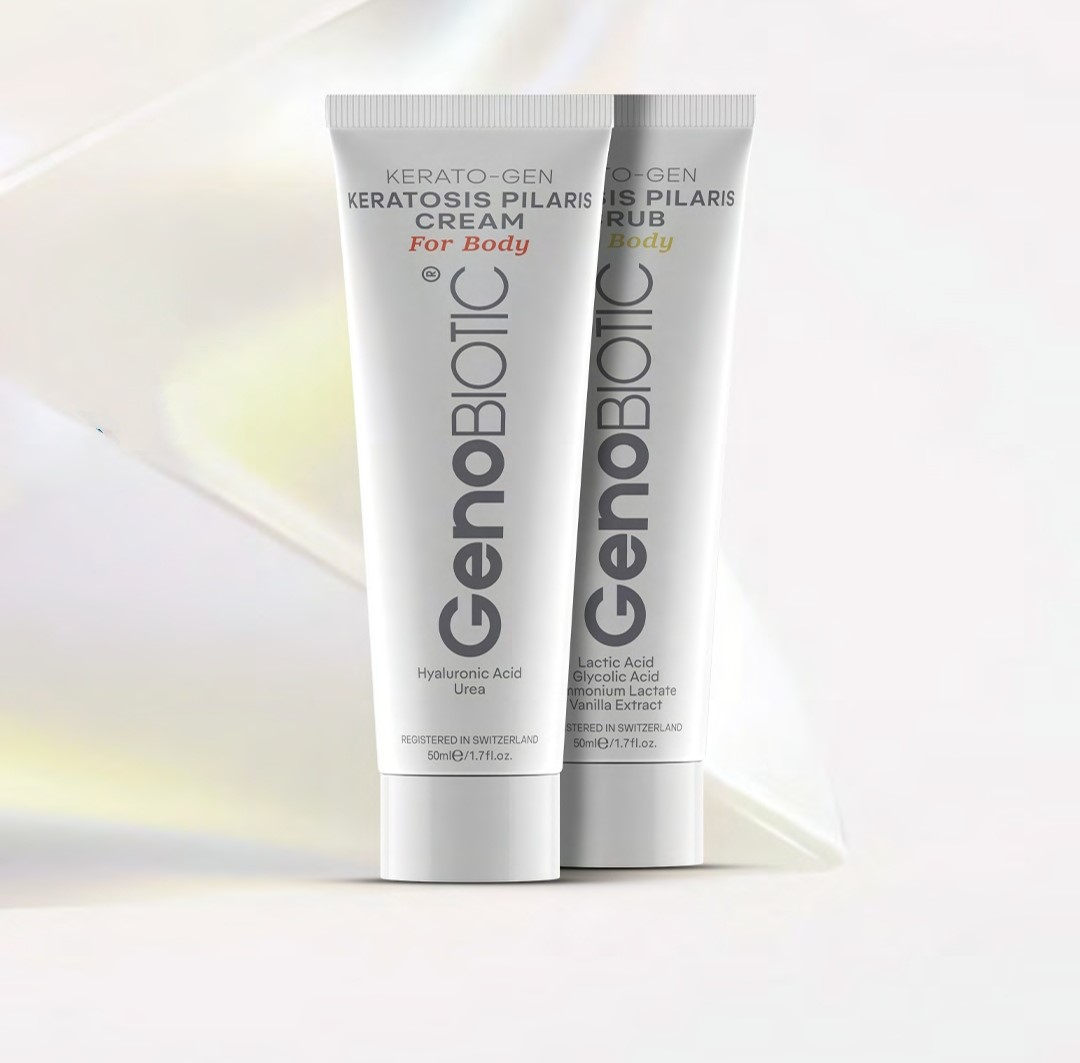 KERATO-GEN
KERATOSIS PILARIS
CREAM
For Body
®
GenoBIOTIC
Hyaluronic Acid
Urea
REGISTERED IN SWITZERLAND
50ml℮/1.7fl.oz.
TO-GEN
SIS PILARIS
RUB
Body
GenoBIOTIC
Lactic Acid
Glycolic Acid
mmonium Lactate
Vanilla Extract
STERED IN SWITZERLAND
50ml℮/1.7fl.oz.